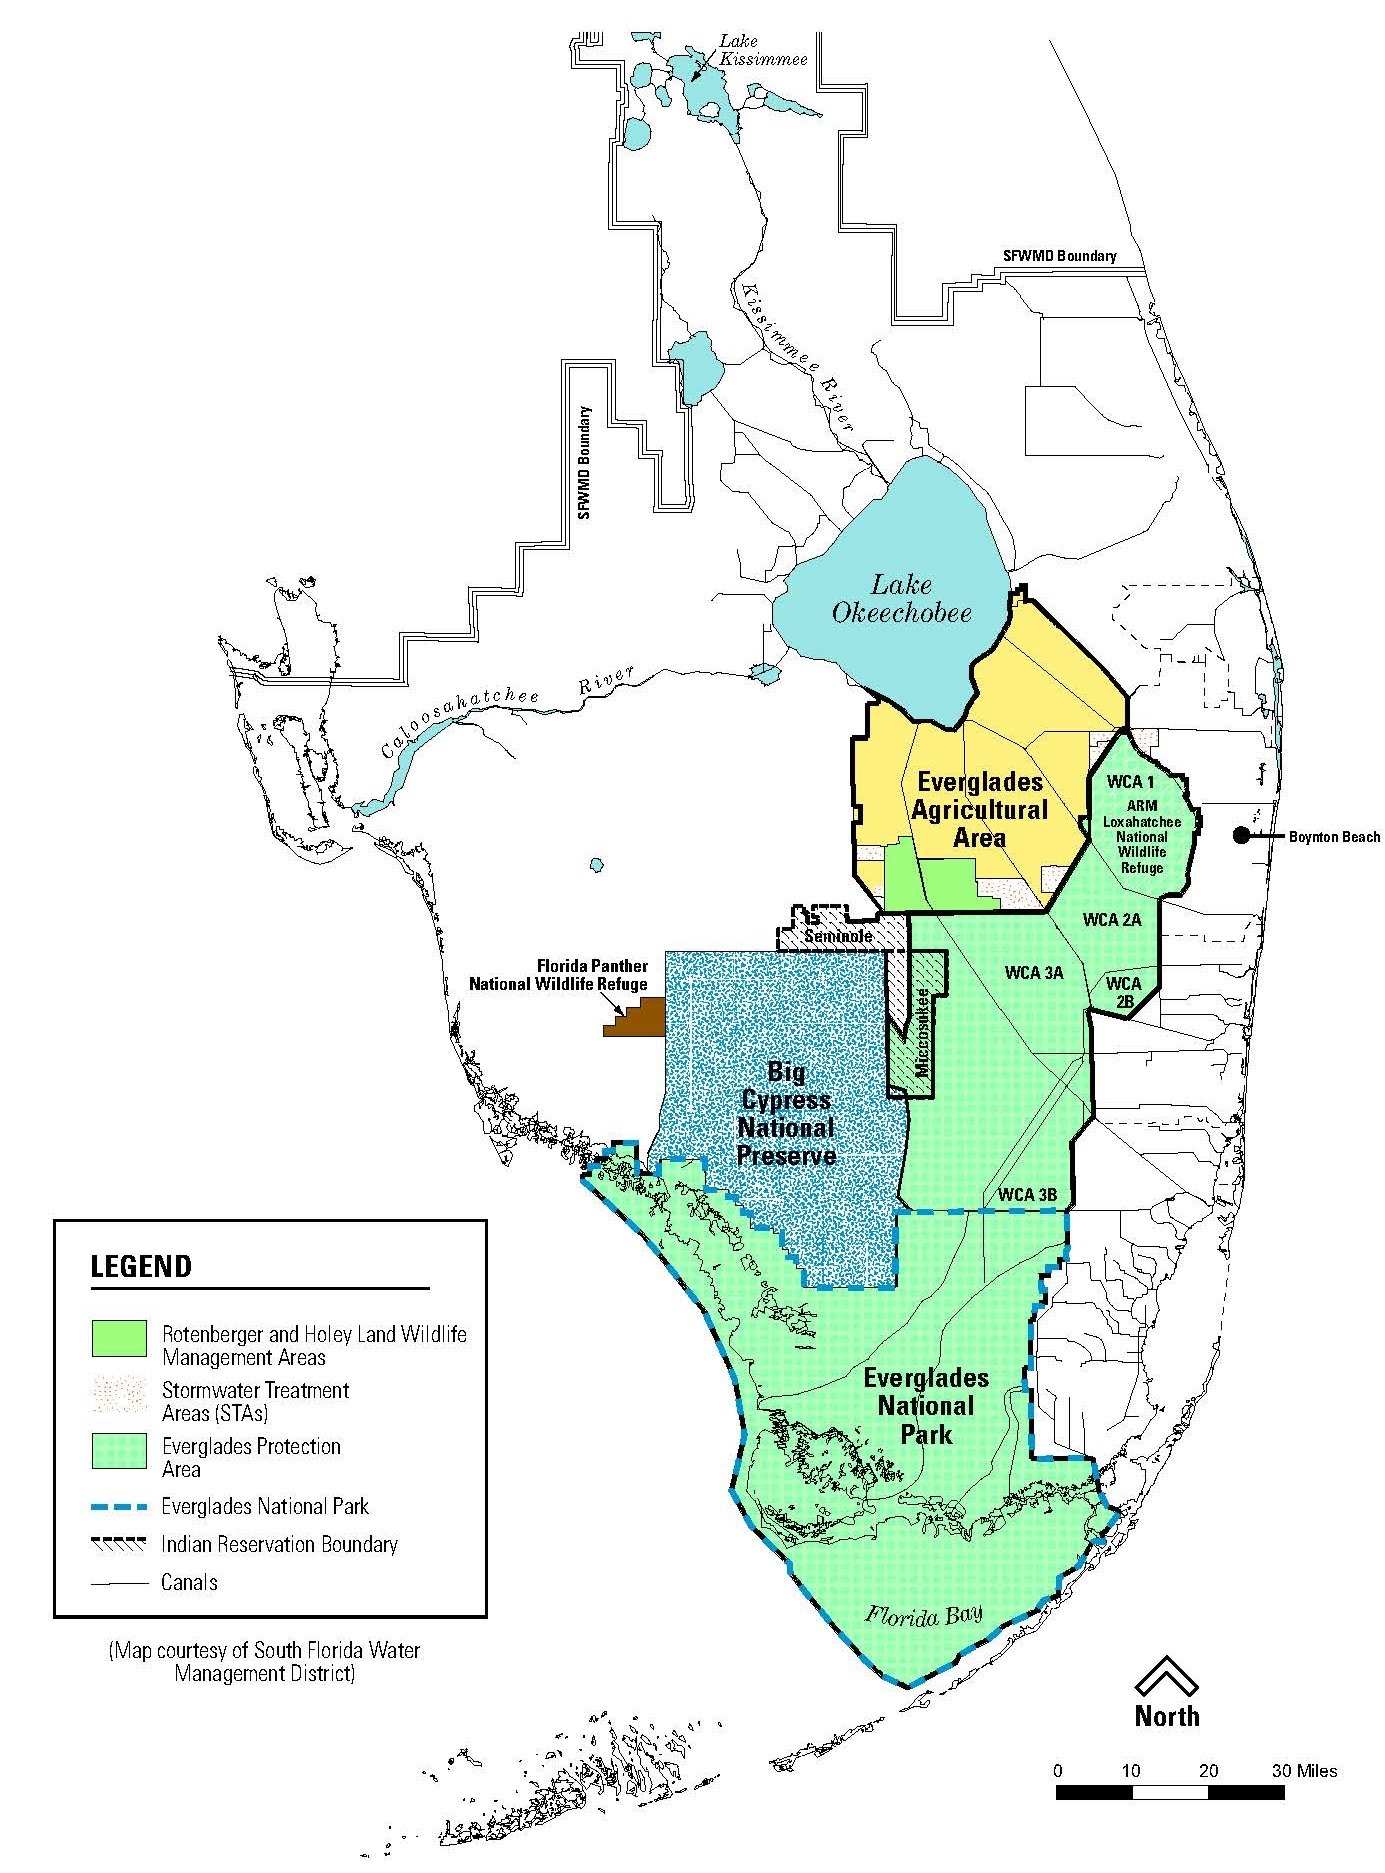 Lake
Kissimmee
SFWMD Boundary
Kissimmee River
SFWMD Boundary
Lake
Okeechobee
Caloosahatchee River
Everglades
Agricultural
Area
WCA 1
ARM
Loxahatchee
National
Wildlife
Refuge
Boynton Beach
WCA 2A
Seminole
Florida Panther
National Wildlife Refuge
WCA 3A
WCA
2B
Miccosukee
Big
Cypress
National
Preserve
WCA 3B
LEGEND
Rotenberger and Holey Land Wildlife
Management Areas
Stormwater Treatment
Areas (STAs)
Everglades Protection
Area
Everglades National Park
Indian Reservation Boundary
Canals
(Map courtesy of South Florida Water
Management District)
Everglades
National
Park
Florida Bay
North
0 10 20 30 Miles